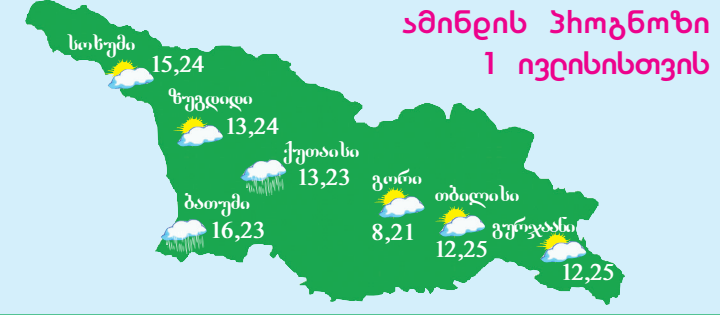 ამინდის პროგნოზი
1 ივლისისთვის
სოხუმი
15,24
ზუგდიდი
13,24
ქუთაისი
13,23
ბათუმი
16,23
გორი
8,21
თბილისი
12,25
გურჯაანი
12,25